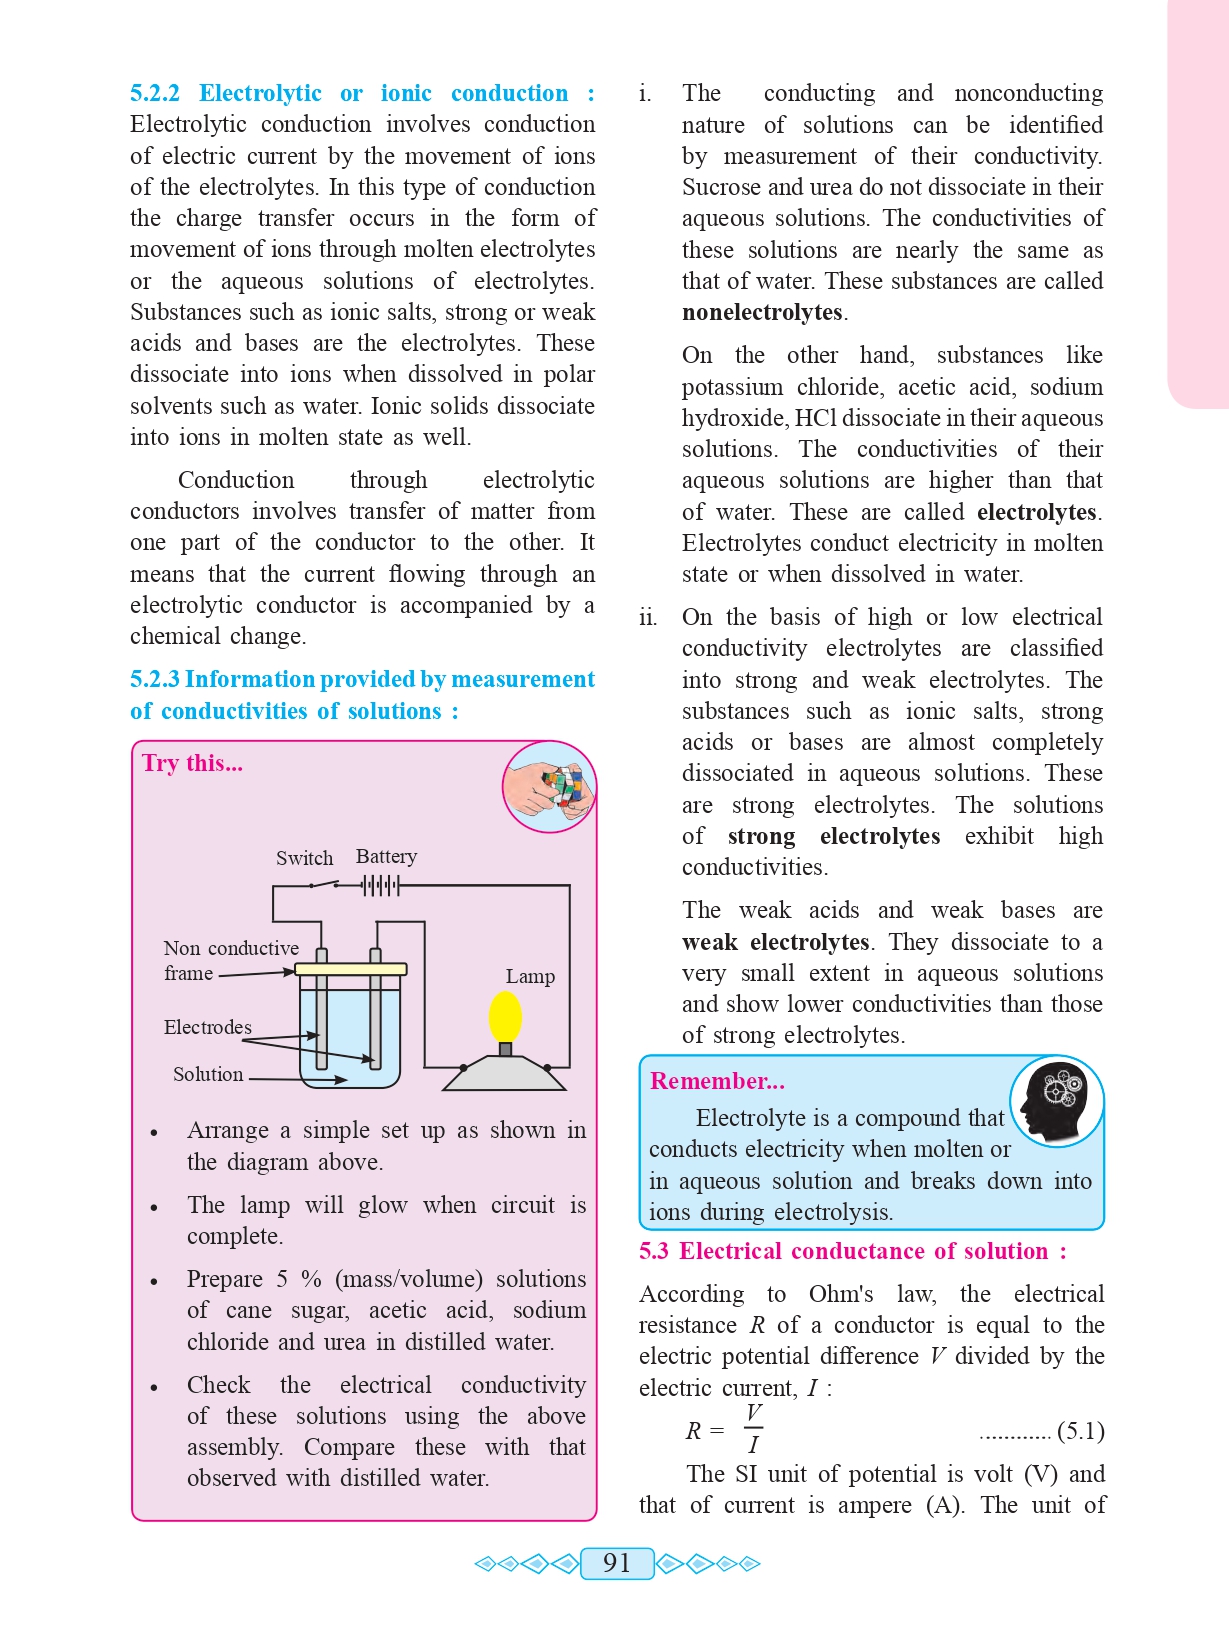 5.2.2 Electrolytic or ionic conduction :
Electrolytic conduction involves conduction
of electric current by the movement of ions
of the electrolytes. In this type of conduction
the charge transfer occurs in the form of
movement of ions through molten electrolytes
or the aqueous solutions of electrolytes.
Substances such as ionic salts, strong or weak
acids and bases are the electrolytes. These
dissociate into ions when dissolved in polar
solvents such as water. Ionic solids dissociate
into ions in molten state as well.
Conduction through electrolytic
conductors involves transfer of matter from
one part of the conductor to the other. It
means that the current flowing through an
electrolytic conductor is accompanied by a
chemical change.
5.2.3 Information provided by measurement
of conductivities of solutions :
Try this...
Switch Battery
Non conductive
frame
Lamp
Electrodes
Solution
• Arrange a simple set up as shown in
the diagram above.
• The lamp will glow when circuit is
complete.
• Prepare 5 % (mass/volume) solutions
of cane sugar, acetic acid, sodium
chloride and urea in distilled water.
• Check the electrical conductivity
of these solutions using the above
assembly. Compare these with that
observed with distilled water.
i. The conducting and nonconducting
nature of solutions can be identified
by measurement of their conductivity.
Sucrose and urea do not dissociate in their
aqueous solutions. The conductivities of
these solutions are nearly the same as
that of water. These substances are called
nonelectrolytes.
On the other hand, substances like
potassium chloride, acetic acid, sodium
hydroxide, HCl dissociate in their aqueous
solutions. The conductivities of their
aqueous solutions are higher than that
of water. These are called electrolytes.
Electrolytes conduct electricity in molten
state or when dissolved in water.
ii. On the basis of high or low electrical
conductivity electrolytes are classified
into strong and weak electrolytes. The
substances such as ionic salts, strong
acids or bases are almost completely
dissociated in aqueous solutions. These
are strong electrolytes. The solutions
of strong electrolytes exhibit high
conductivities.
The weak acids and weak bases are
weak electrolytes. They dissociate to a
very small extent in aqueous solutions
and show lower conductivities than those
of strong electrolytes.
Remember...
Electrolyte is a compound that
conducts electricity when molten or
in aqueous solution and breaks down into
ions during electrolysis.
5.3 Electrical conductance of solution :
According to Ohm's law, the electrical
resistance R of a conductor is equal to the
electric potential difference V divided by the
electric current, I :
R = V/I ............ (5.1)
The SI unit of potential is volt (V) and
that of current is ampere (A). The unit of
91